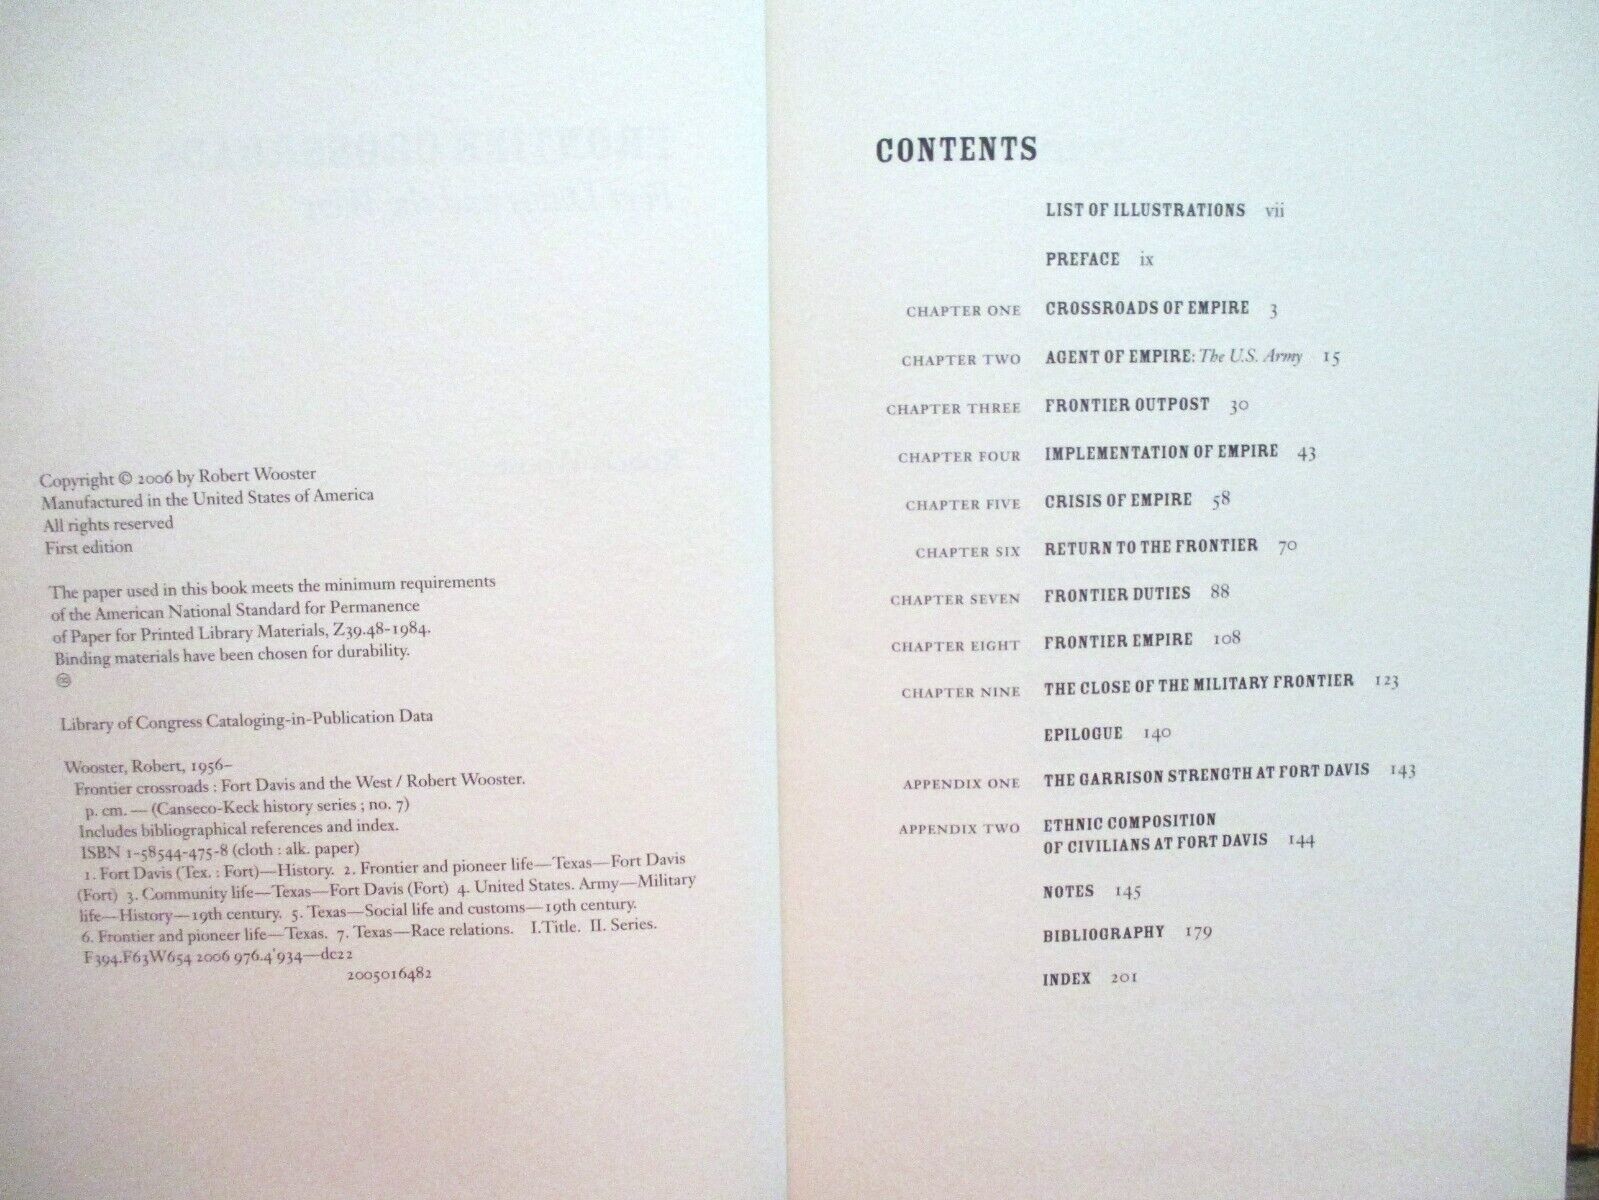 Copyright © 2006 by Robert Wooster
Manufactured in the United States of America
All rights reserved
First edition
The paper used in this book meets the minimum requirements
of the American National Standard for Permanence
of Paper for Printed Library Materials, Z39.48-1984.
Binding materials have been chosen for durability.
Library of Congress Cataloging-in-Publication Data
Wooster, Robert, 1956–
Frontier crossroads : Fort Davis and the West / Robert Wooster.
p. cm. — (Canseco-Keck history series ; no. 7)
Includes bibliographical references and index.
ISBN 1-58544-475-8 (cloth : alk. paper)
1. Fort Davis (Tex. : Fort)—History. 2. Frontier and pioneer life—Texas—Fort Davis
(Fort) 3. Community life—Texas—Fort Davis (Fort) 4. United States. Army—Military
life—History—19th century. 5. Texas—Social life and customs—19th century.
6. Frontier and pioneer life—Texas. 7. Texas—Race relations. I.Title. II. Series.
F394.F63W654 2006 976.4'934—dc22
2005016482
CONTENTS
LIST OF ILLUSTRATIONS vii
PREFACE ix
CHAPTER ONE CROSSROADS OF EMPIRE 3
CHAPTER TWO AGENT OF EMPIRE: The U.S. Army 15
CHAPTER THREE FRONTIER OUTPOST 30
CHAPTER FOUR IMPLEMENTATION OF EMPIRE 43
CHAPTER FIVE CRISIS OF EMPIRE 58
CHAPTER SIX RETURN TO THE FRONTIER 70
CHAPTER SEVEN FRONTIER DUTIES 88
CHAPTER EIGHT FRONTIER EMPIRE 108
CHAPTER NINE THE CLOSE OF THE MILITARY FRONTIER 123
EPILOGUE 140
APPENDIX ONE THE GARRISON STRENGTH AT FORT DAVIS 143
APPENDIX TWO ETHNIC COMPOSITION
OF CIVILIANS AT FORT DAVIS 144
NOTES 145
BIBLIOGRAPHY 179
INDEX 201